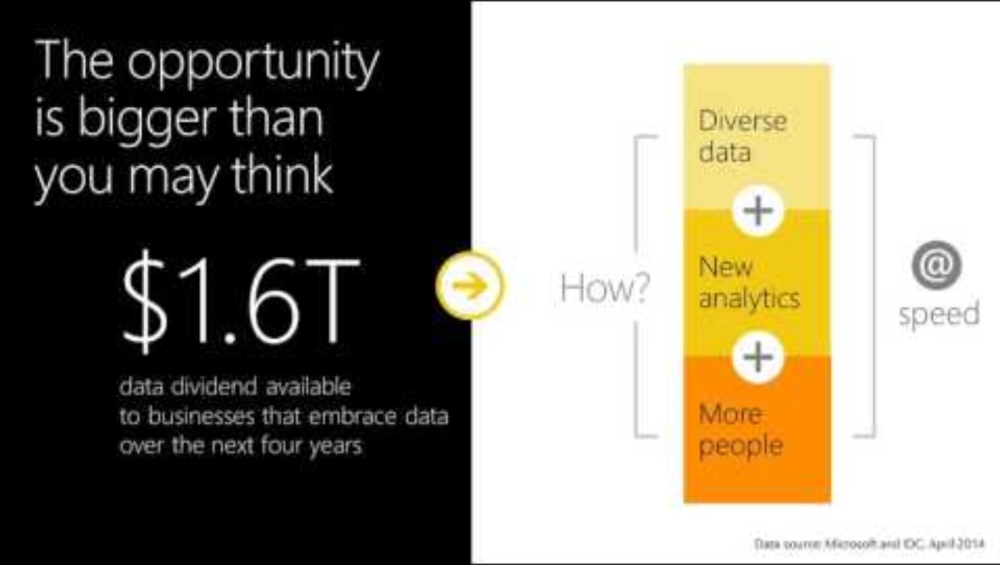 The opportunity
is bigger than
you may think
$1.6T
data dividend available
to businesses that embrace data
over the next four years
How?
Diverse
data
+
New
analytics
+
More
people
@
speed
Data source: Microsoft and IDC, April 2014